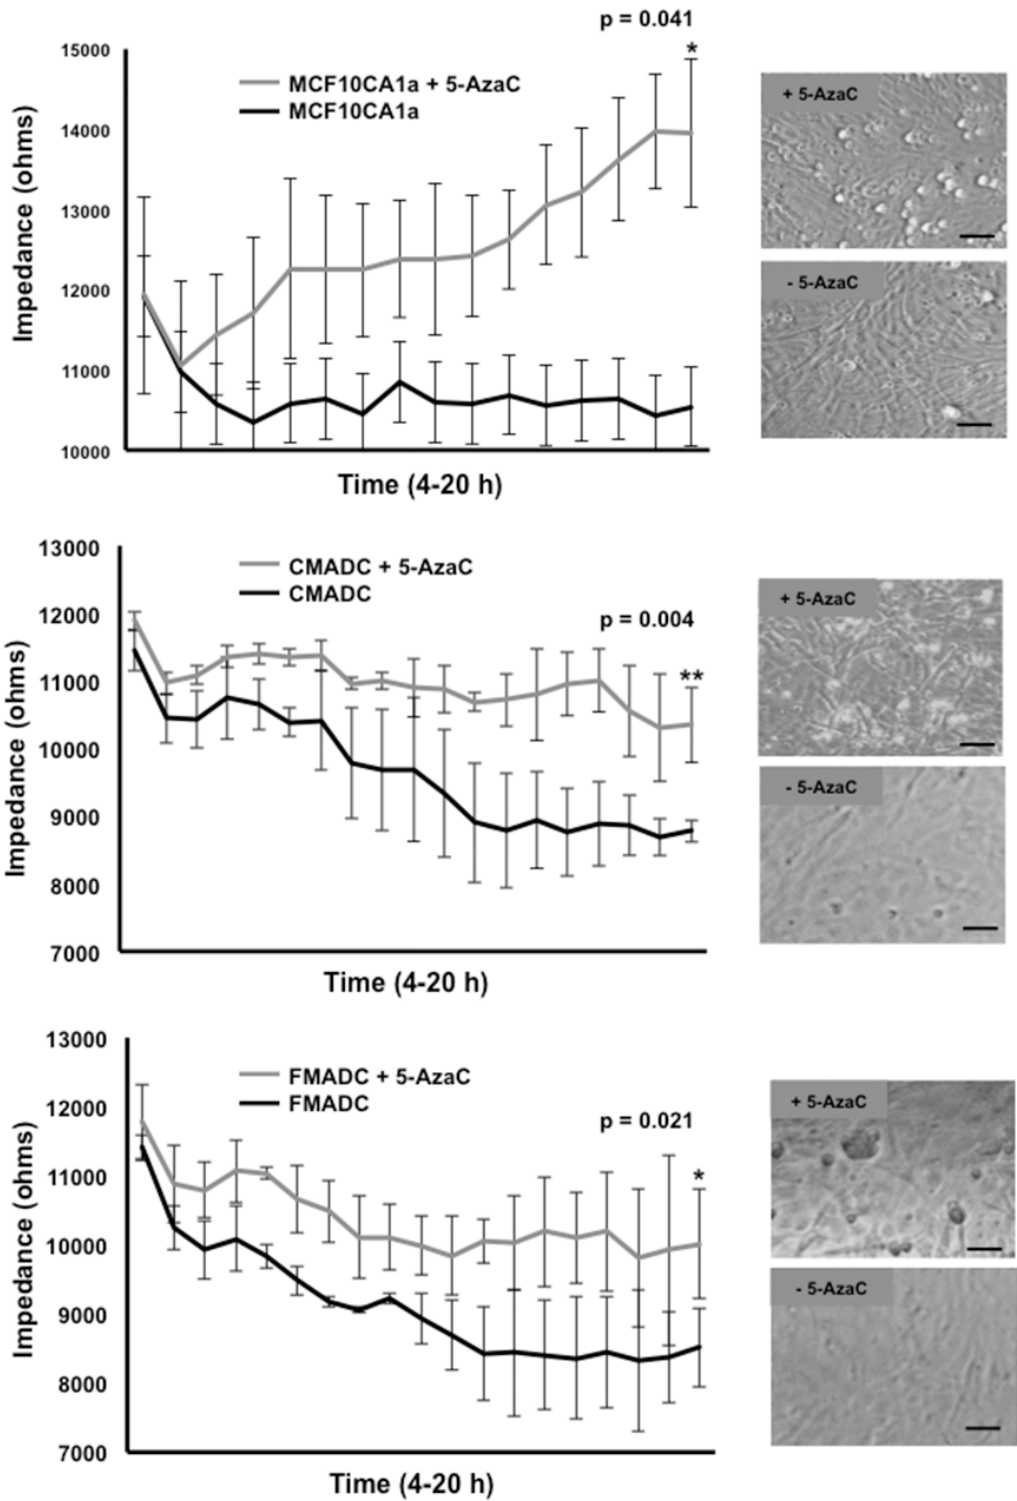 p = 0.041
*
15000
14000
13000
12000
11000
10000
Impedance (ohms)
MCF10CA1a + 5-AzaC
MCF10CA1a
Time (4-20 h)
+ 5-AzaC
- 5-AzaC
13000
12000
11000
10000
9000
8000
7000
Impedance (ohms)
CMADC + 5-AzaC
CMADC
p = 0.004
**
Time (4-20 h)
+ 5-AzaC
- 5-AzaC
13000
12000
11000
10000
9000
8000
7000
Impedance (ohms)
FMADC + 5-AzaC
FMADC
p = 0.021
*
Time (4-20 h)
+ 5-AzaC
- 5-AzaC